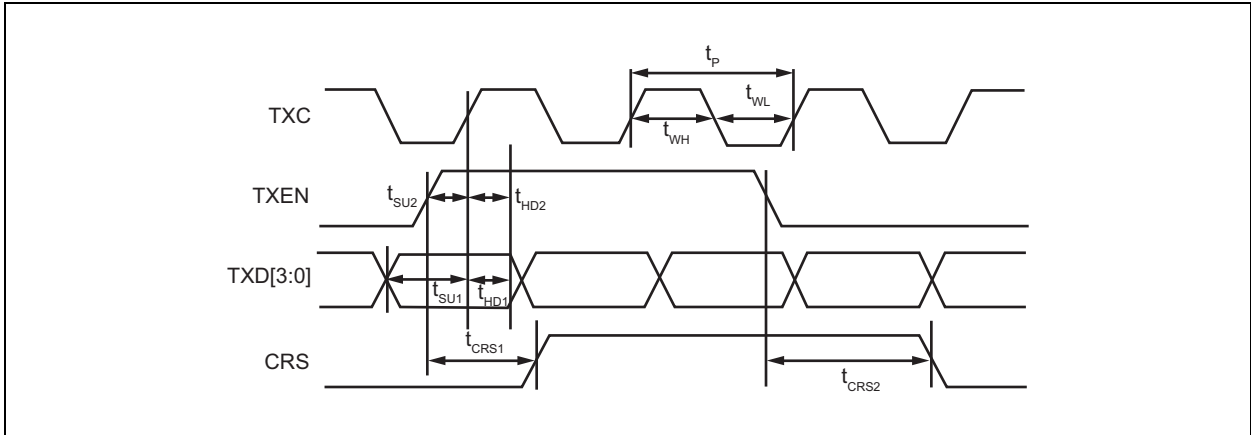 t_P
TXC
t_WL
t_WH
TXEN
t_SU2
t_HD2
TXD[3:0]
t_SU1
t_HD1
t_CRS1
CRS
t_CRS2